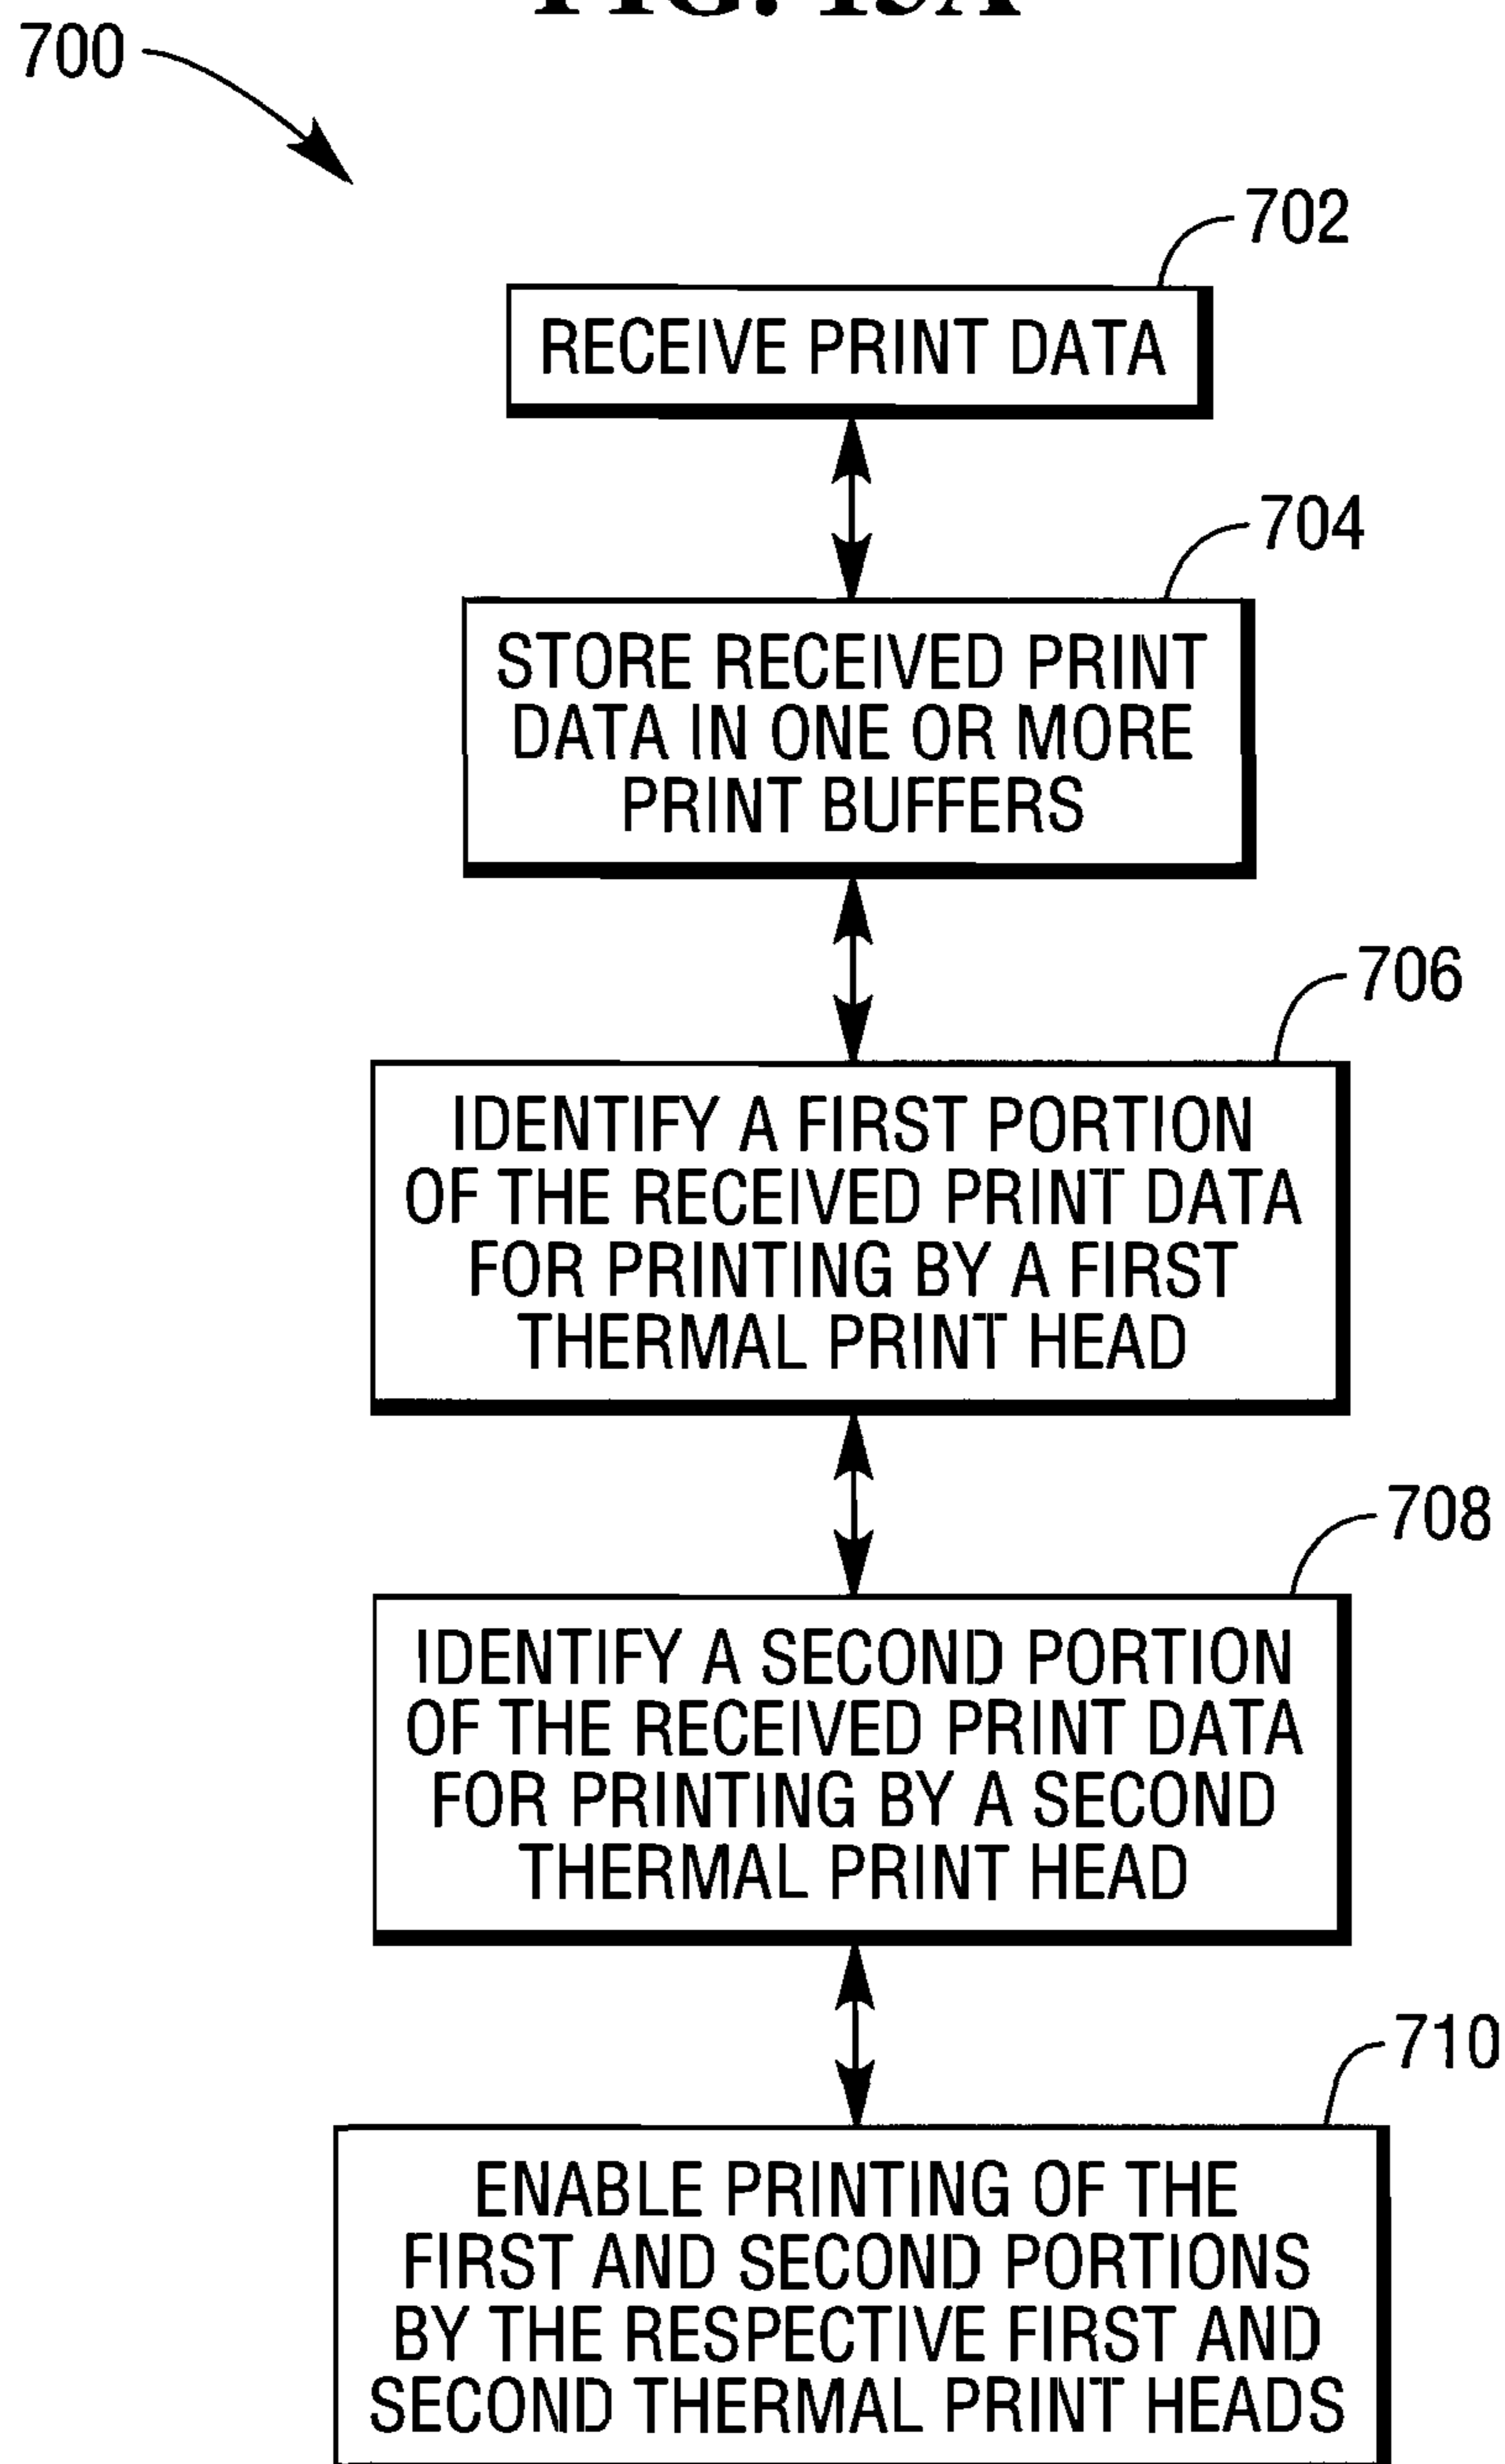 700
702
RECEIVE PRINT DATA
704
STORE RECEIVED PRINT
DATA IN ONE OR MORE
PRINT BUFFERS
706
IDENTIFY A FIRST PORTION
OF THE RECEIVED PRINT DATA
FOR PRINTING BY A FIRST
THERMAL PRINT HEAD
708
IDENTIFY A SECOND PORTION
OF THE RECEIVED PRINT DATA
FOR PRINTING BY A SECOND
THERMAL PRINT HEAD
710
ENABLE PRINTING OF THE
FIRST AND SECOND PORTIONS
BY THE RESPECTIVE FIRST AND
SECOND THERMAL PRINT HEADS